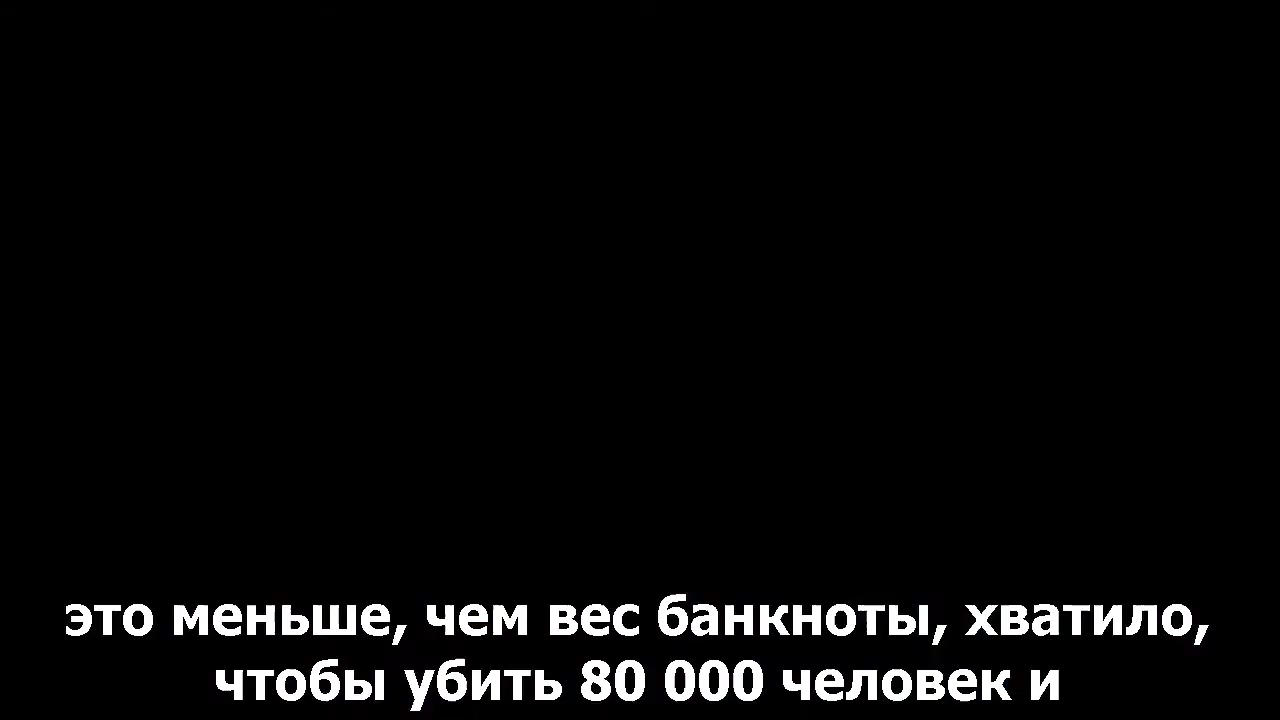 это меньше, чем вес банкноты, хватило,
чтобы убить 80 000 человек и